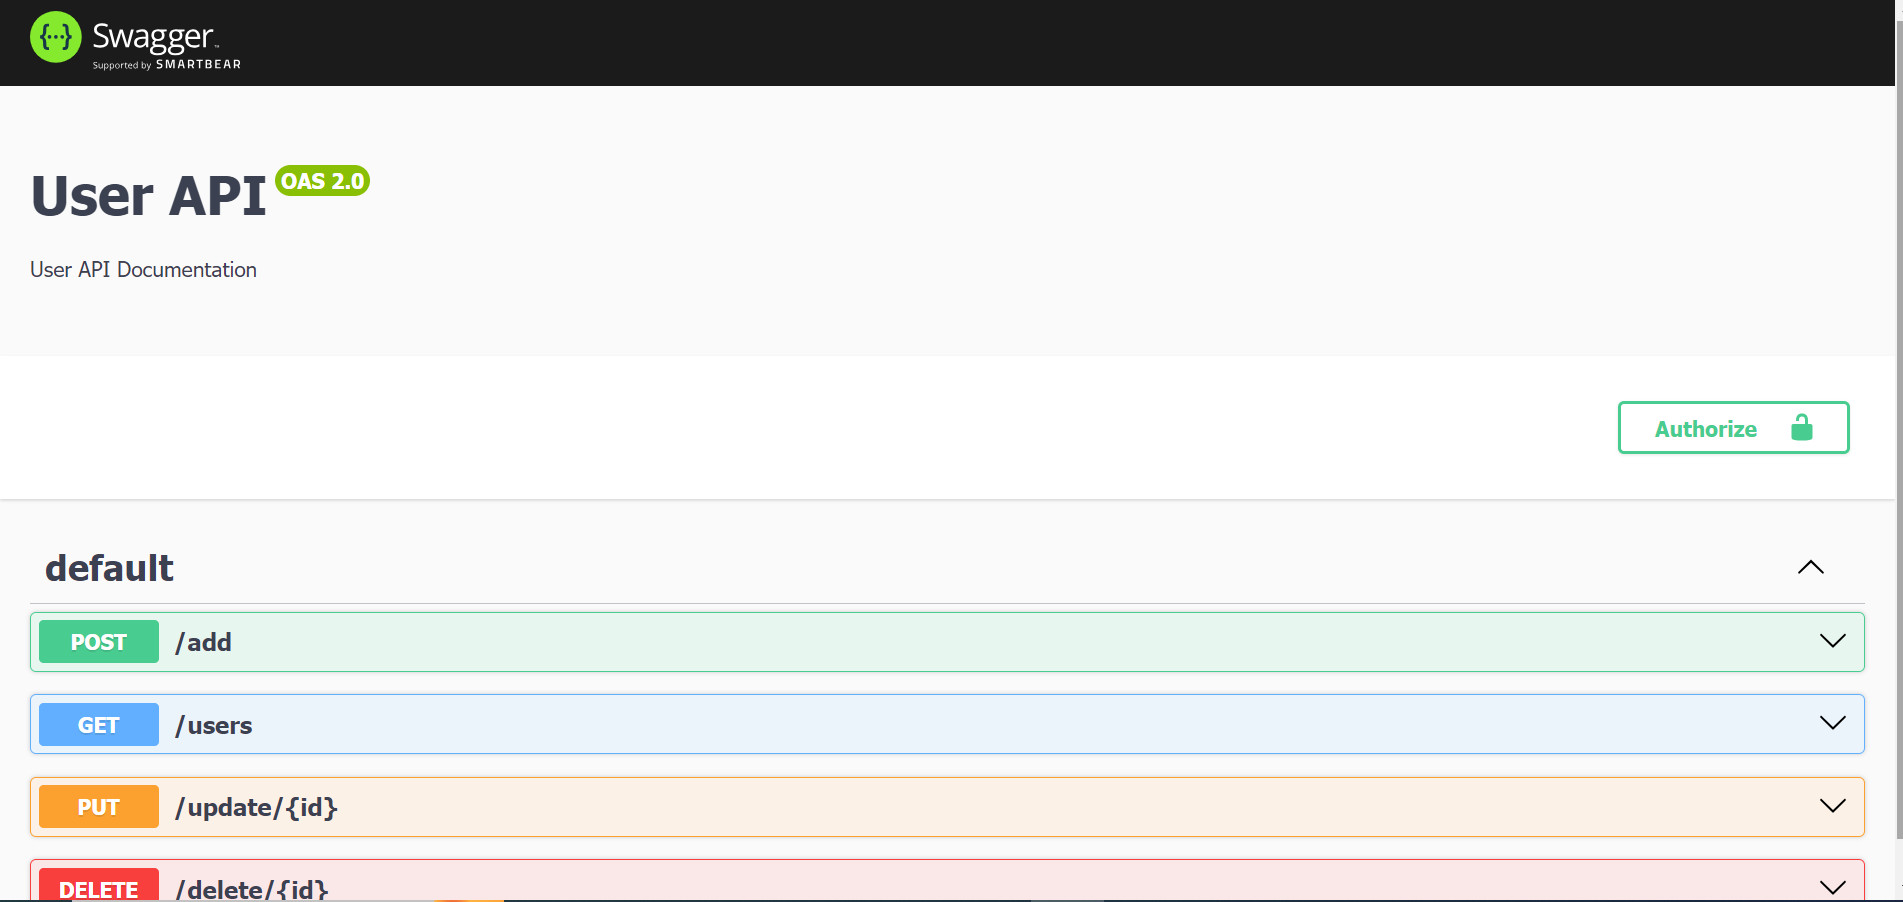 Swagger
Supported by SMARTBEAR
User API OAS 2.0
User API Documentation
Authorize
default
POST /add
GET /users
PUT /update/{id}
DELETE /delete/{id}